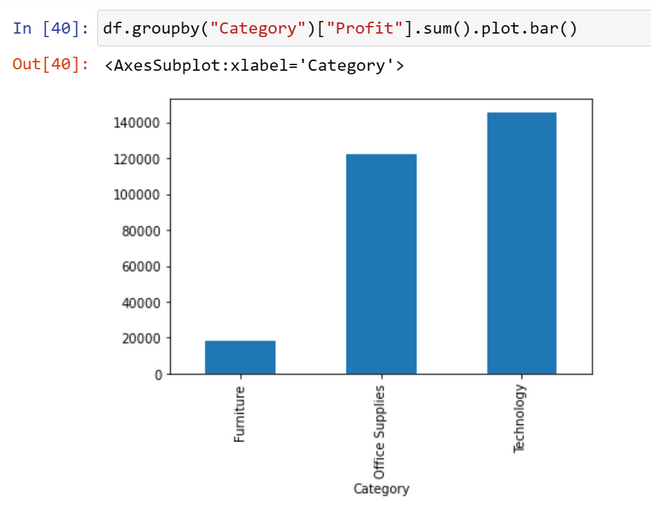 In [40]: df.groupby("Category")["Profit"].sum().plot.bar()
Out[40]: <AxesSubplot:xlabel='Category'>
140000
120000
100000
80000
60000
40000
20000
0
Furniture
Office Supplies
Technology
Category